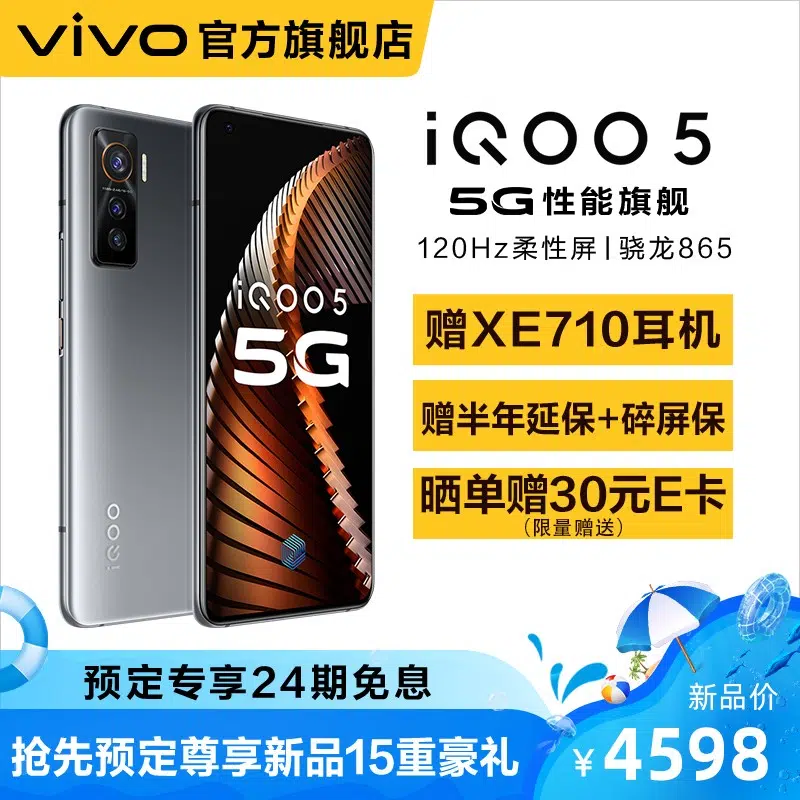 vivo 官方旗舰店
iQOO 5
5G 性能旗舰
120Hz柔性屏|骁龙865
iQOO 5
5G
赠XE710耳机
赠半年延保+碎屏保
晒单赠30元E卡
(限量赠送)
iQOO
预定专享24期免息
新品价
抢先预定尊享新品15重豪礼
¥4598